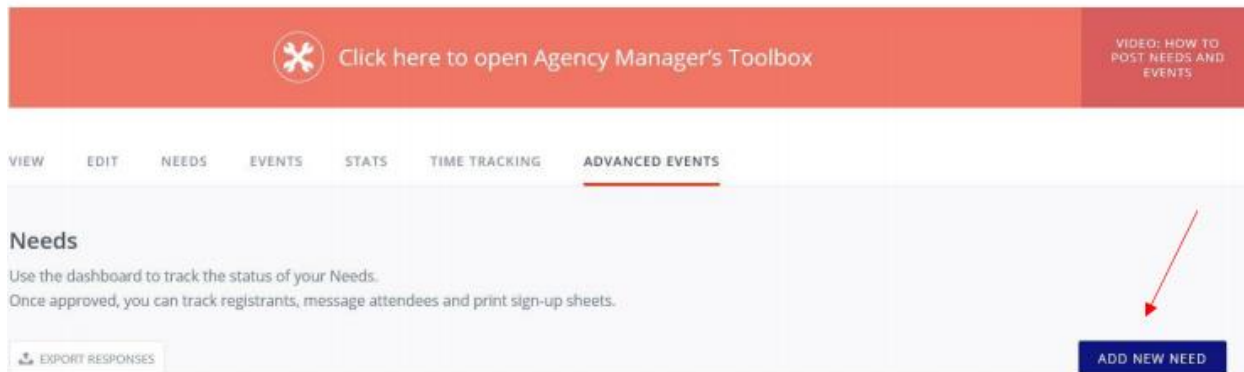 Click here to open Agency Manager's Toolbox
VIDEO: HOW TO
POST NEEDS AND
EVENTS
VIEW EDIT NEEDS EVENTS STATS TIME TRACKING ADVANCED EVENTS
Needs
Use the dashboard to track the status of your Needs.
Once approved, you can track registrants, message attendees and print sign-up sheets.
EXPORT RESPONSES
ADD NEW NEED